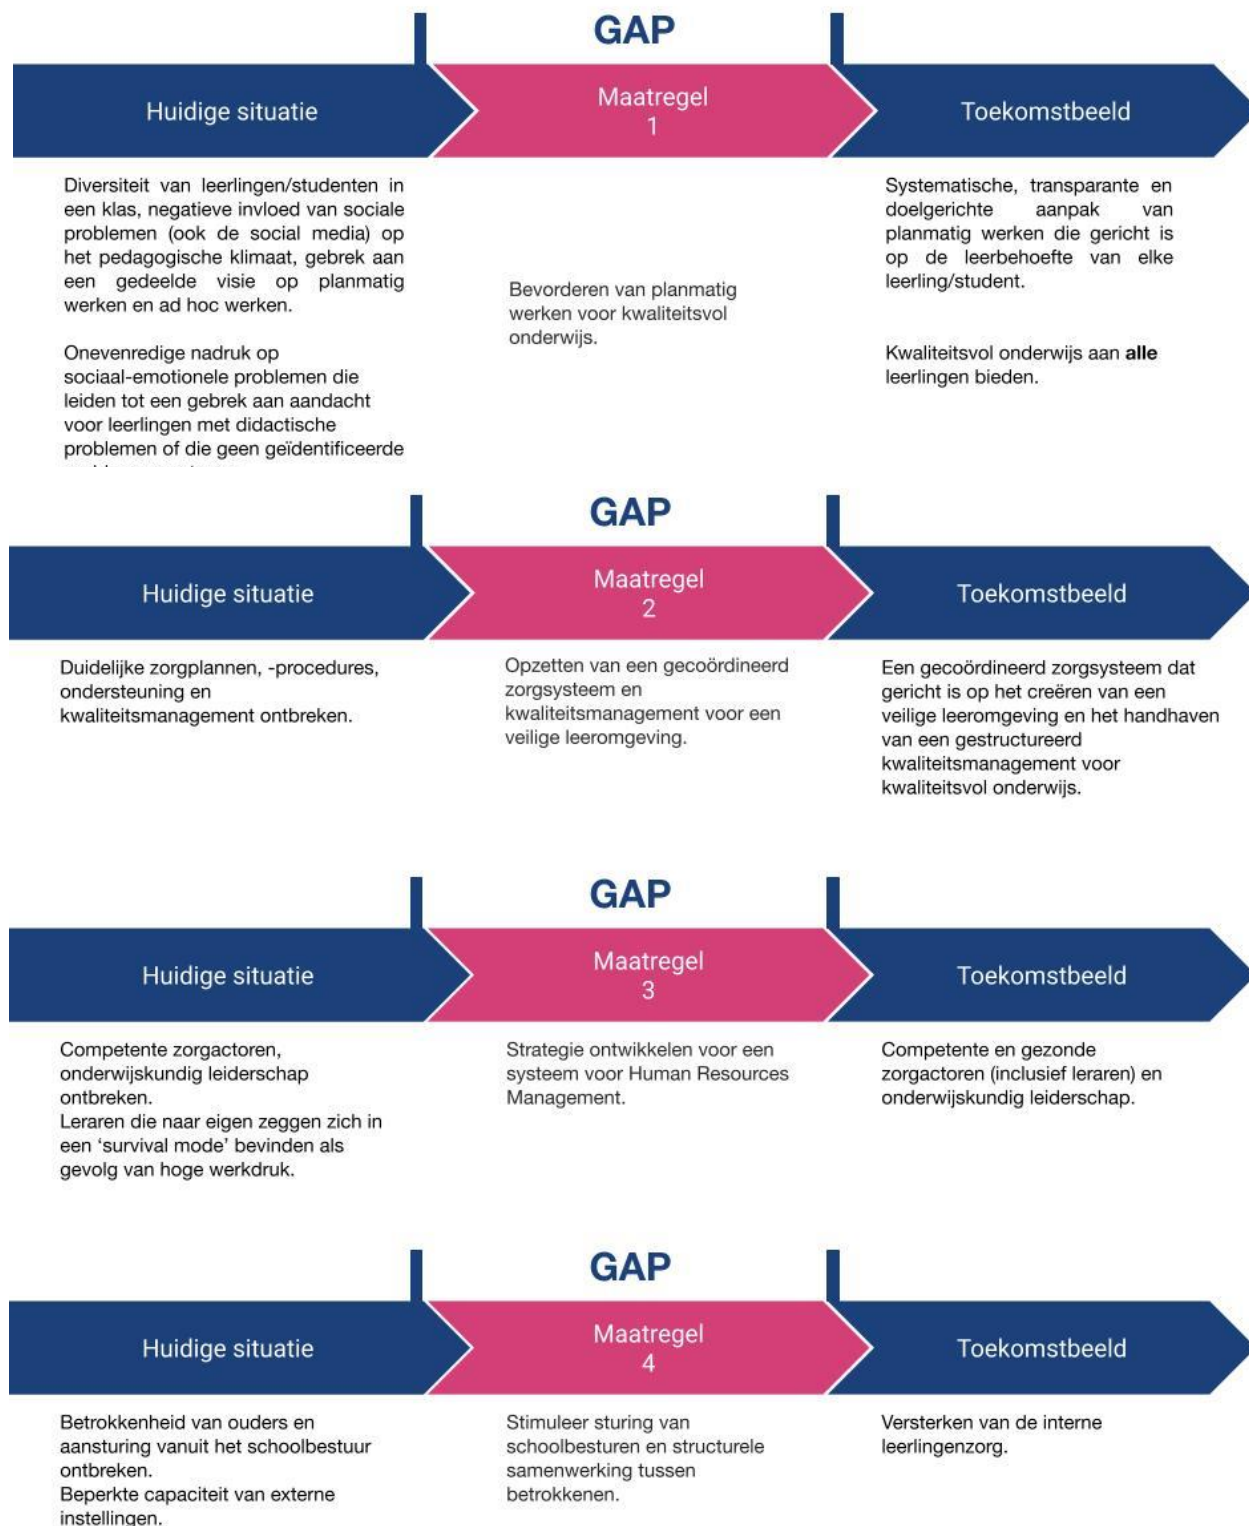 GAP
Huidige situatie
Maatregel
1
Toekomstbeeld
Diversiteit van leerlingen/studenten in
een klas, negatieve invloed van sociale
problemen (ook de social media) op
het pedagogische klimaat, gebrek aan
een gedeelde visie op planmatig
werken en ad hoc werken.
Onevenredige nadruk op
sociaal-emotionele problemen die
leiden tot een gebrek aan aandacht
voor leerlingen met didactische
problemen of die geen geïdentificeerde
Bevorderen van planmatig
werken voor kwaliteitsvol
onderwijs.
Systematische, transparante en
doelgerichte aanpak van
planmatig werken die gericht is
op de leerbehoefte van elke
leerling/student.
Kwaliteitsvol onderwijs aan alle
leerlingen bieden.
GAP
Huidige situatie
Maatregel
2
Toekomstbeeld
Duidelijke zorgplannen, -procedures,
ondersteuning en
kwaliteitsmanagement ontbreken.
Opzetten van een gecoördineerd
zorgsysteem en
kwaliteitsmanagement voor een
veilige leeromgeving.
Een gecoördineerd zorgsysteem dat
gericht is op het creëren van een
veilige leeromgeving en het handhaven
van een gestructureerd
kwaliteitsmanagement voor
kwaliteitsvol onderwijs.
GAP
Huidige situatie
Maatregel
3
Toekomstbeeld
Competente zorgactoren,
onderwijskundig leiderschap
ontbreken.
Leraren die naar eigen zeggen zich in
een ‘survival mode’ bevinden als
gevolg van hoge werkdruk.
Strategie ontwikkelen voor een
systeem voor Human Resources
Management.
Competente en gezonde
zorgactoren (inclusief leraren) en
onderwijskundig leiderschap.
GAP
Huidige situatie
Maatregel
4
Toekomstbeeld
Betrokkenheid van ouders en
aansturing vanuit het schoolbestuur
ontbreken.
Beperkte capaciteit van externe
instellingen.
Stimuleer sturing van
schoolbesturen en structurele
samenwerking tussen
betrokkenen.
Versterken van de interne
leerlingenzorg.